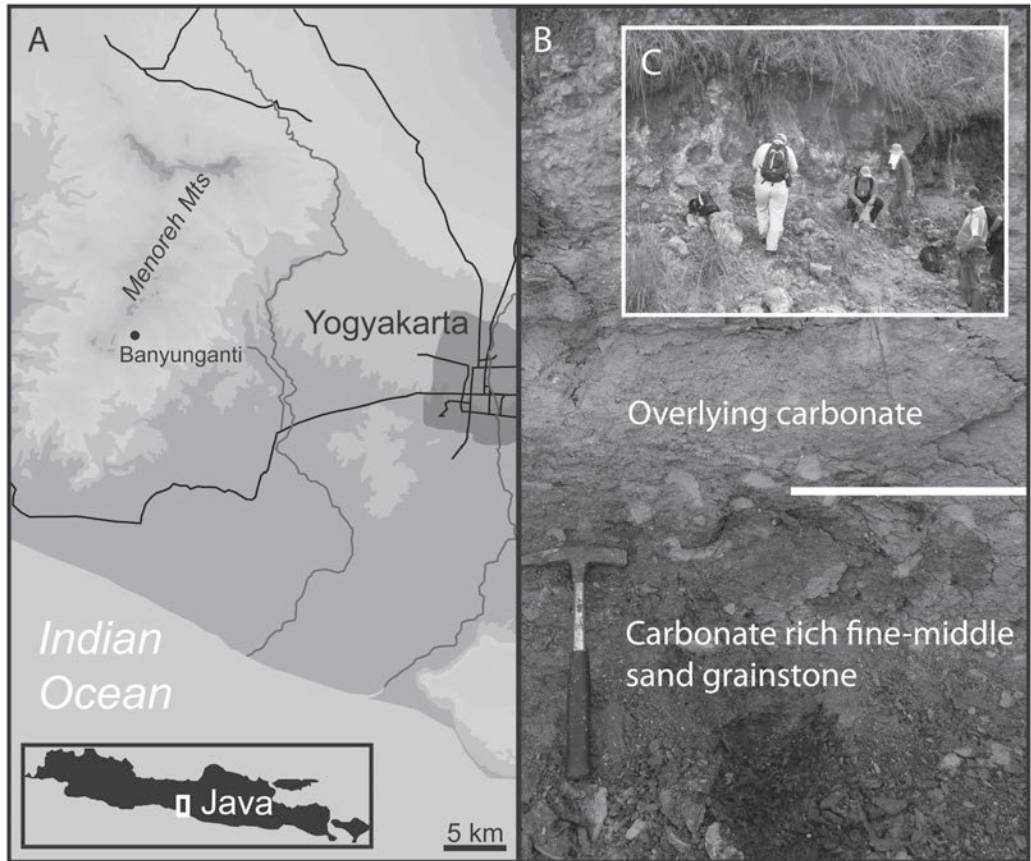 A
Menoreh Mts
Banyunganti
Yogyakarta
Indian
Ocean
Java
5 km
B
C
Overlying carbonate
Carbonate rich fine-middle
sand grainstone